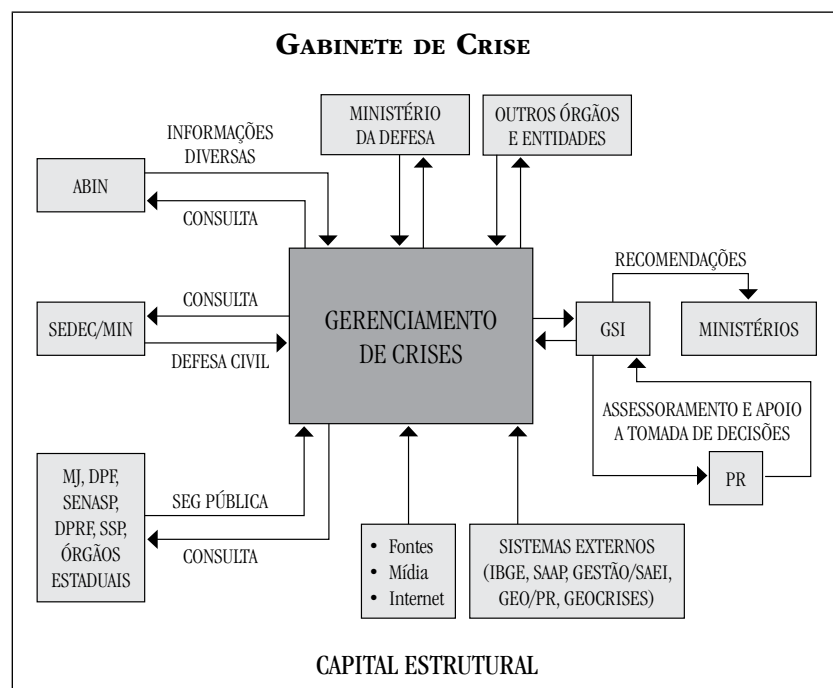 GABINETE DE CRISE
INFORMAÇÕES
DIVERSAS
MINISTÉRIO
DA DEFESA
OUTROS ÓRGÃOS
E ENTIDADES
ABIN
CONSULTA
RECOMENDAÇÕES
CONSULTA
SEDEC/MIN
DEFESA CIVIL
GERENCIAMENTO
DE CRISES
GSI
MINISTÉRIOS
ASSESSORAMENTO E APOIO
A TOMADA DE DECISÕES
PR
MJ, DPF,
SENASP,
DPRF, SSP,
ÓRGÃOS
ESTADUAIS
SEG PÚBLICA
CONSULTA
• Fontes
• Mídia
• Internet
SISTEMAS EXTERNOS
(IBGE, SAAP, GESTÃO/SAEI,
GEO/PR, GEOCRISES)
CAPITAL ESTRUTURAL